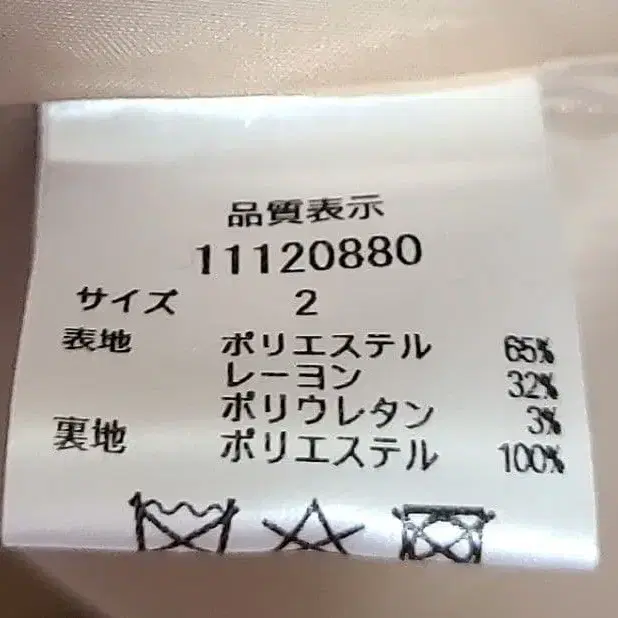 品質表示
11120880
サイズ 2
表地 ポリエステル 65%
レーヨン 32%
ポリウレタン 3%
裏地 ポリエステル 100%